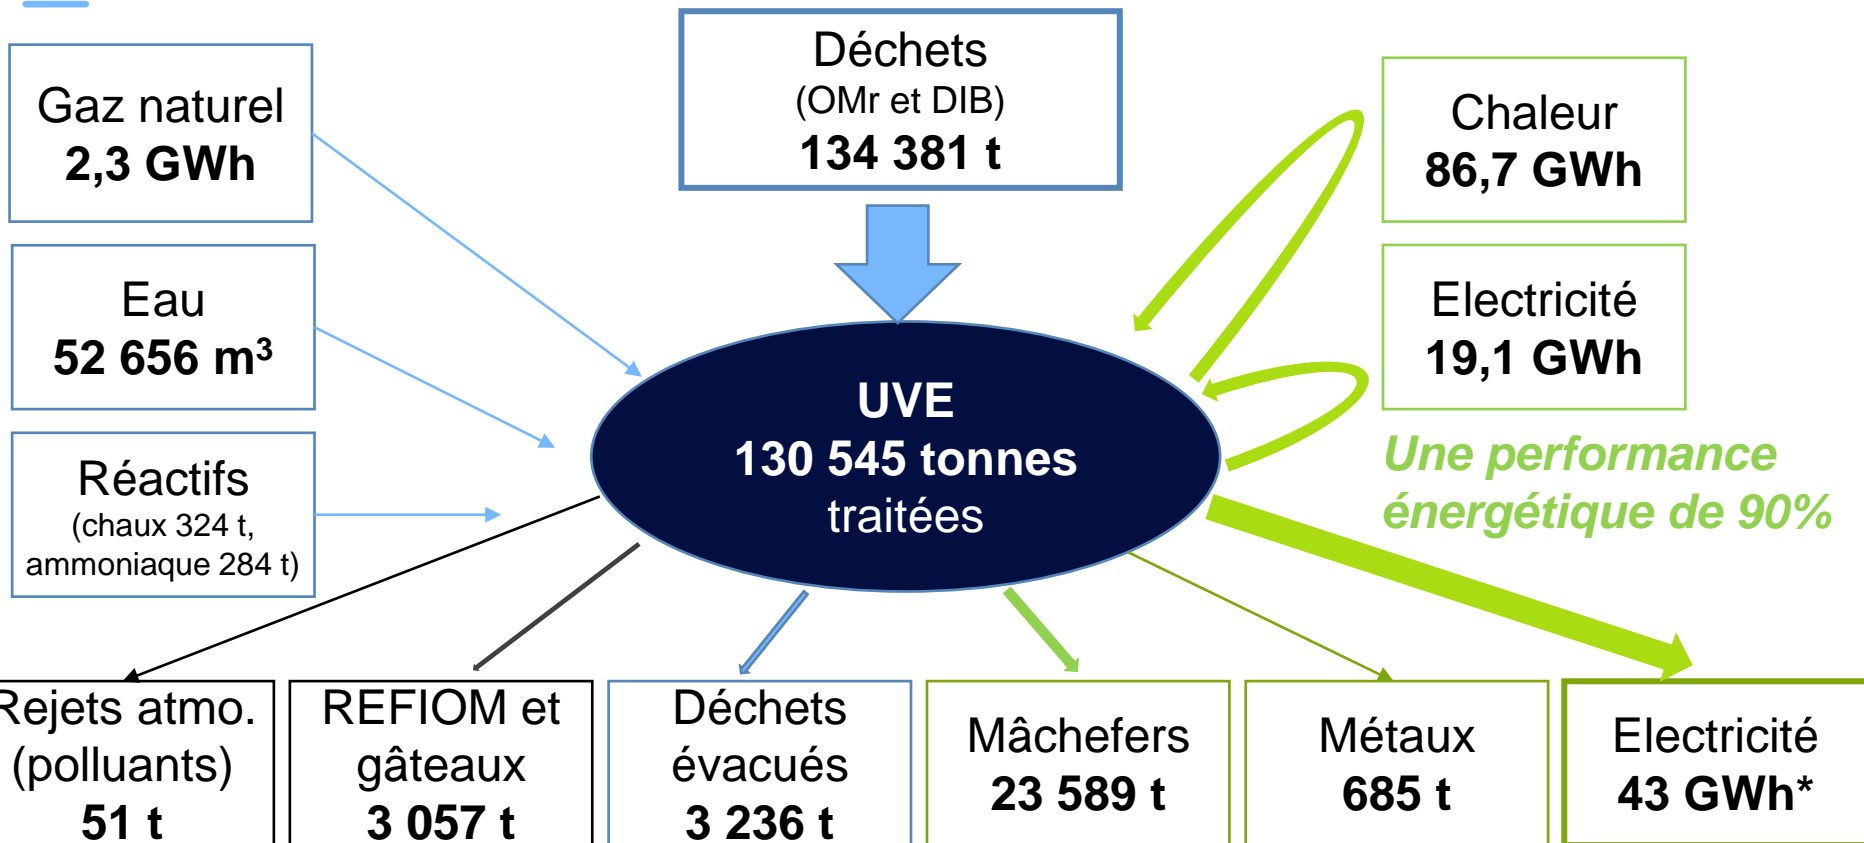 Gaz naturel
2,3 GWh
Eau
52 656 m³
Réactifs
(chaux 324 t,
ammoniaque 284 t)
Déchets
(OMr et DIB)
134 381 t
UVE
130 545 tonnes
traitées
Chaleur
86,7 GWh
Electricité
19,1 GWh
Une performance
énergétique de 90%
Rejets atmo.
(polluants)
51 t
REFIOM et
gâteaux
3 057 t
Déchets
évacués
3 236 t
Mâchefers
23 589 t
Métaux
685 t
Electricité
43 GWh*